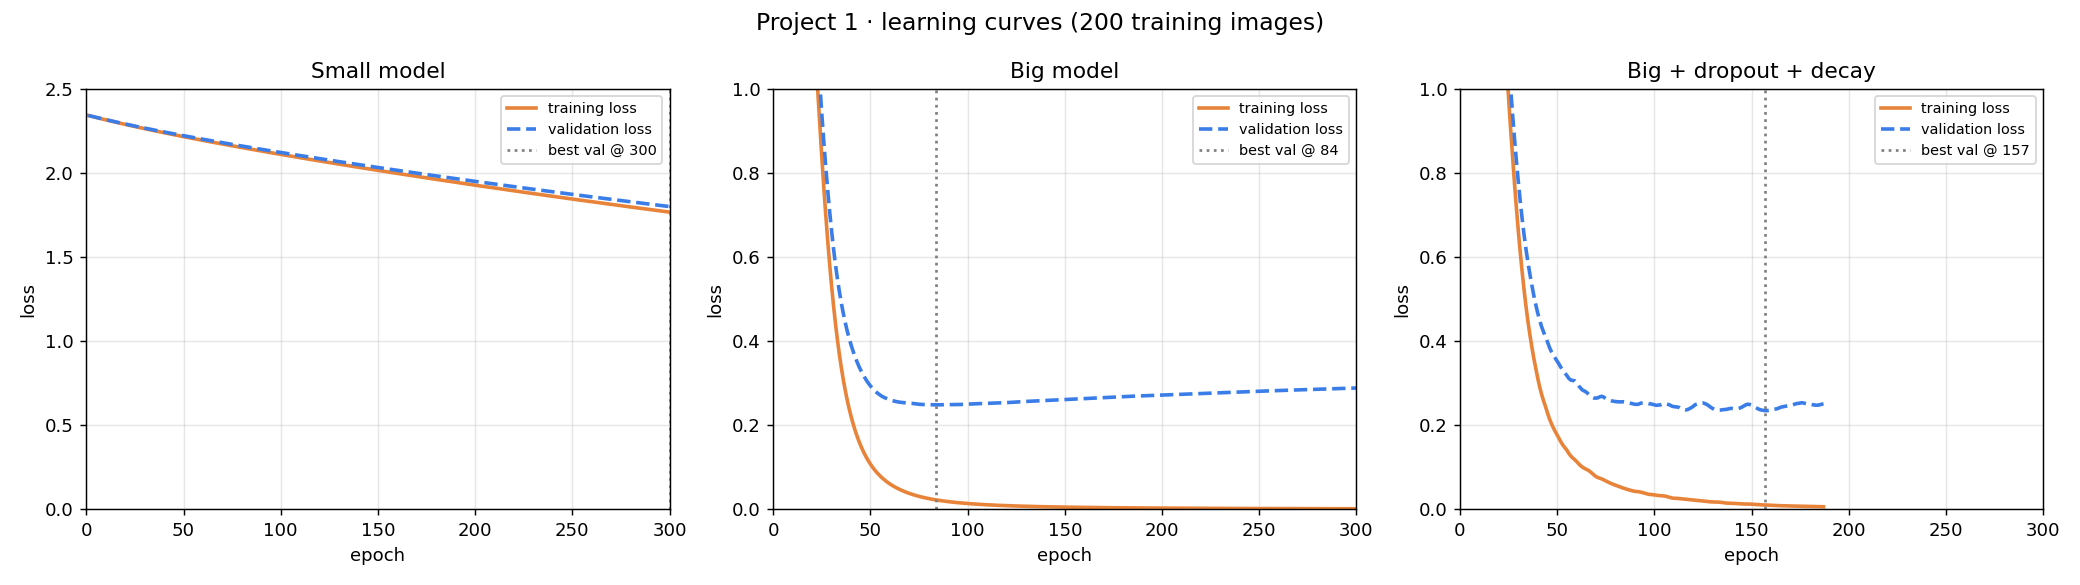 Project 1 · learning curves (200 training images)
Small model
2.5
2.0
1.5
1.0
0.5
0.0
loss
training loss
validation loss
best val @ 300
0 50 100 150 200 250 300
epoch
Big model
1.0
0.8
0.6
0.4
0.2
0.0
loss
training loss
validation loss
best val @ 84
0 50 100 150 200 250 300
epoch
Big + dropout + decay
1.0
0.8
0.6
0.4
0.2
0.0
loss
training loss
validation loss
best val @ 157
0 50 100 150 200 250 300
epoch